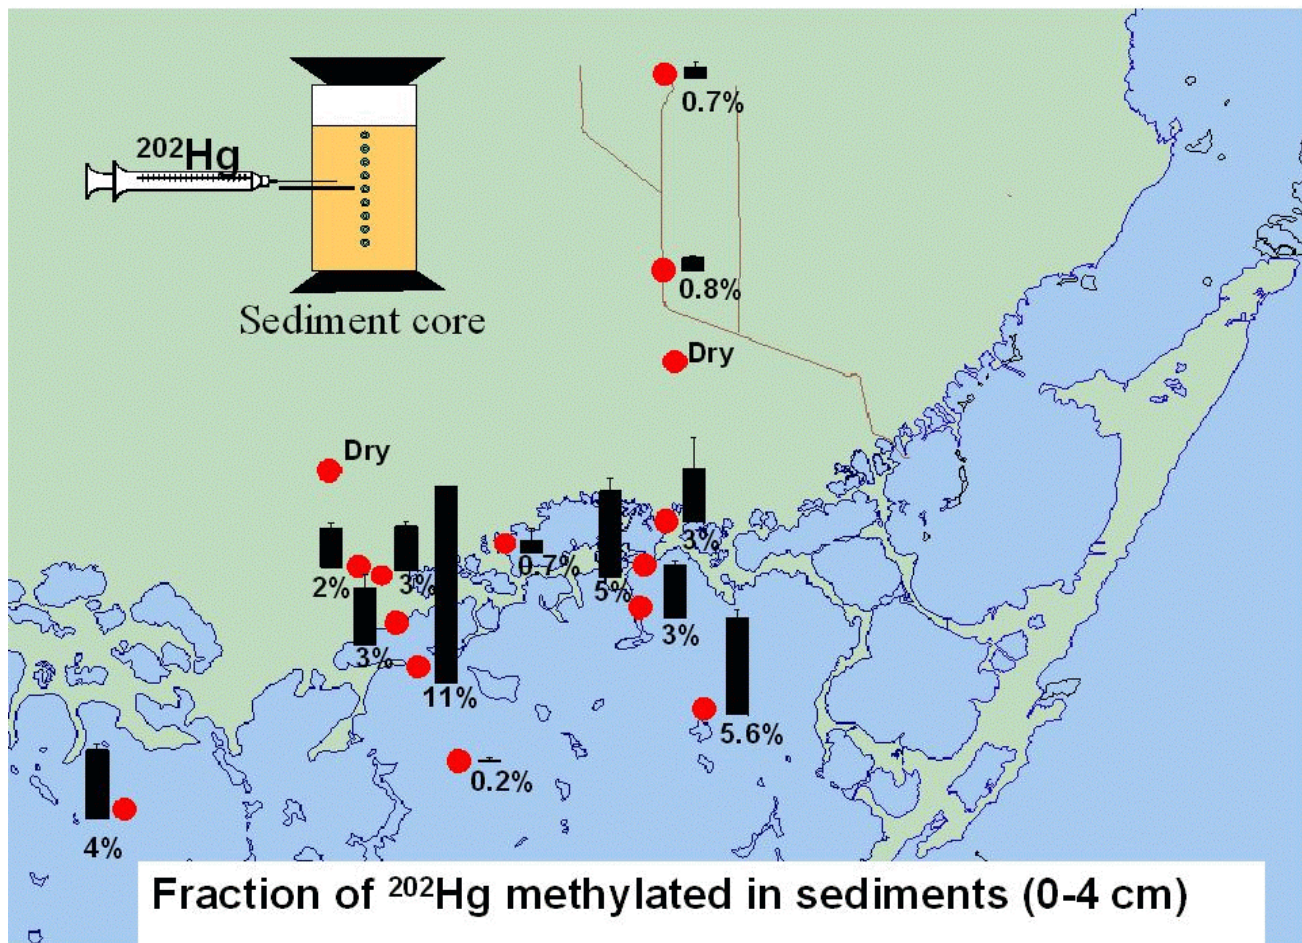 0.7%
²⁰²Hg
0.8%
Sediment core
Dry
Dry
3%
0.7%
2%
3%
5%
3%
3%
11%
5.6%
0.2%
4%
Fraction of ²⁰²Hg methylated in sediments (0-4 cm)